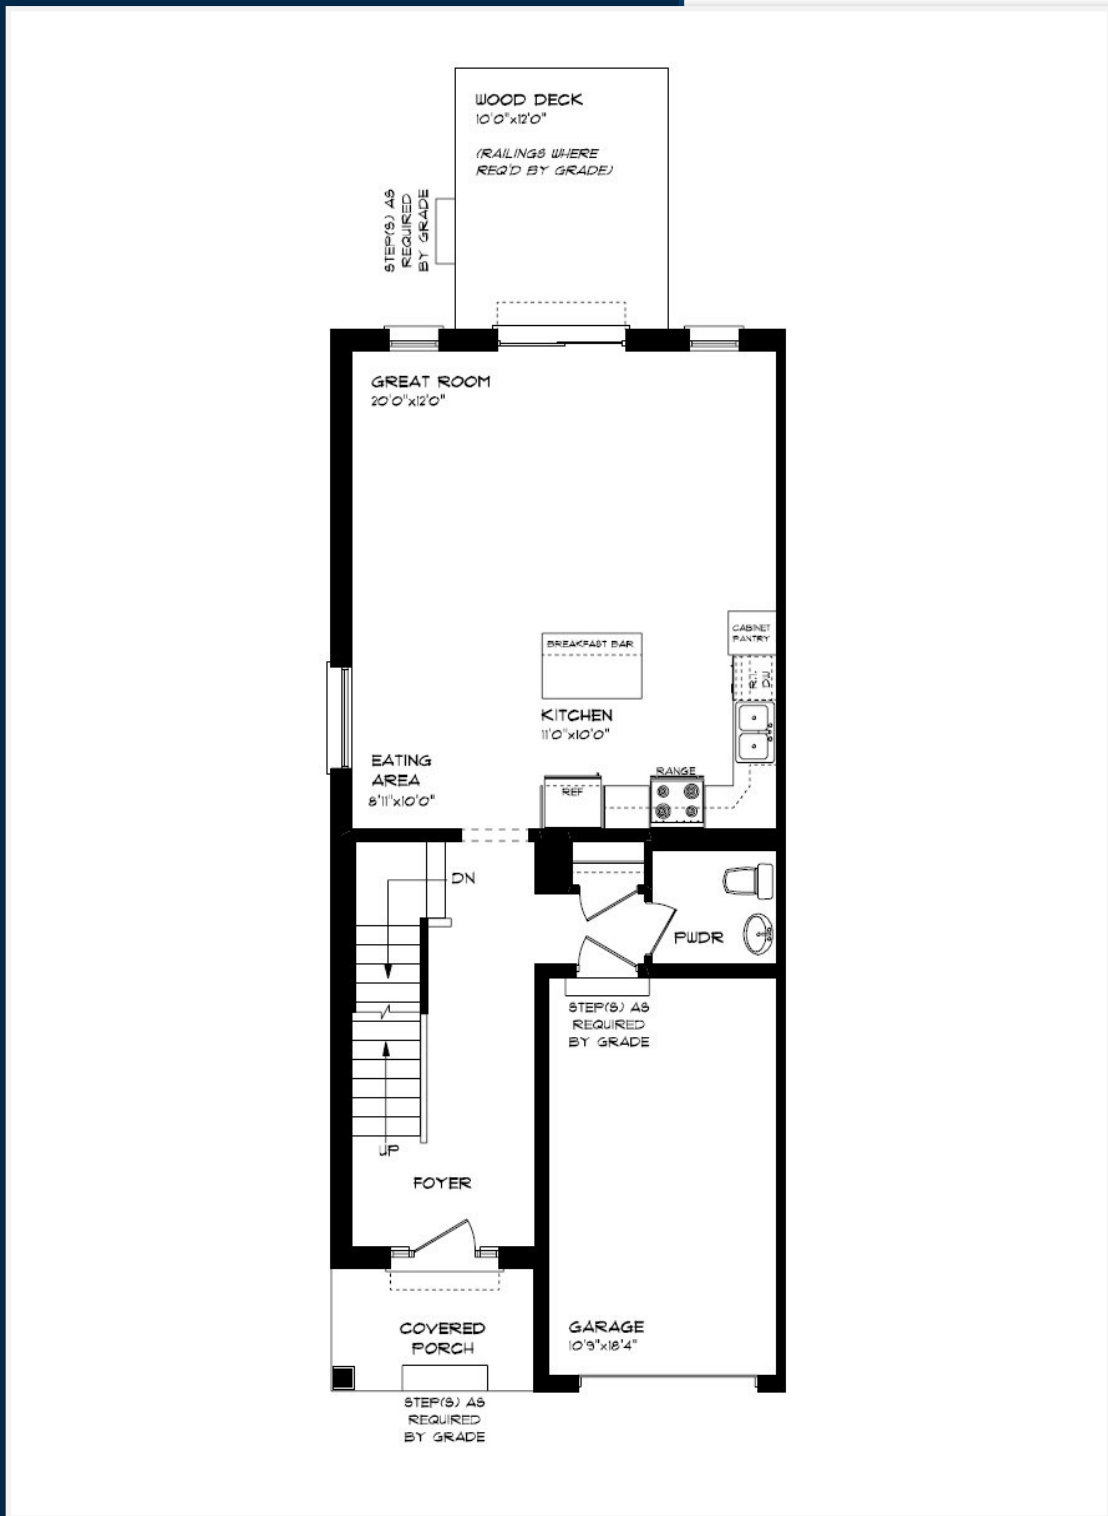 WOOD DECK
10'0"x12'0"
(RAILINGS WHERE
REQ'D BY GRADE)
STEP(S) AS
REQUIRED
BY GRADE
GREAT ROOM
20'0"x12'0"
CABINET
PANTRY
BREAKFAST BAR
R.I.
DW
KITCHEN
11'0"x10'0"
EATING
AREA
8'11"x10'0"
RANGE
REF
DN
PWDR
STEP(S) AS
REQUIRED
BY GRADE
UP
FOYER
COVERED
PORCH
GARAGE
10'9"x18'4"
STEP(S) AS
REQUIRED
BY GRADE